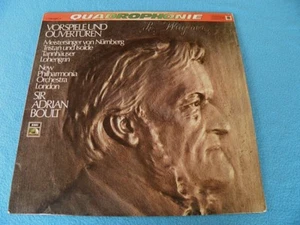 QUADROPHONIE
VORSPIELE UND
OUVERTÜREN
Meistersinger von Nürnberg
Tristan und Isolde
Tannhäuser
Lohengrin
New
Philharmonia
Orchestra
London
SIR
ADRIAN
BOULT
EMI